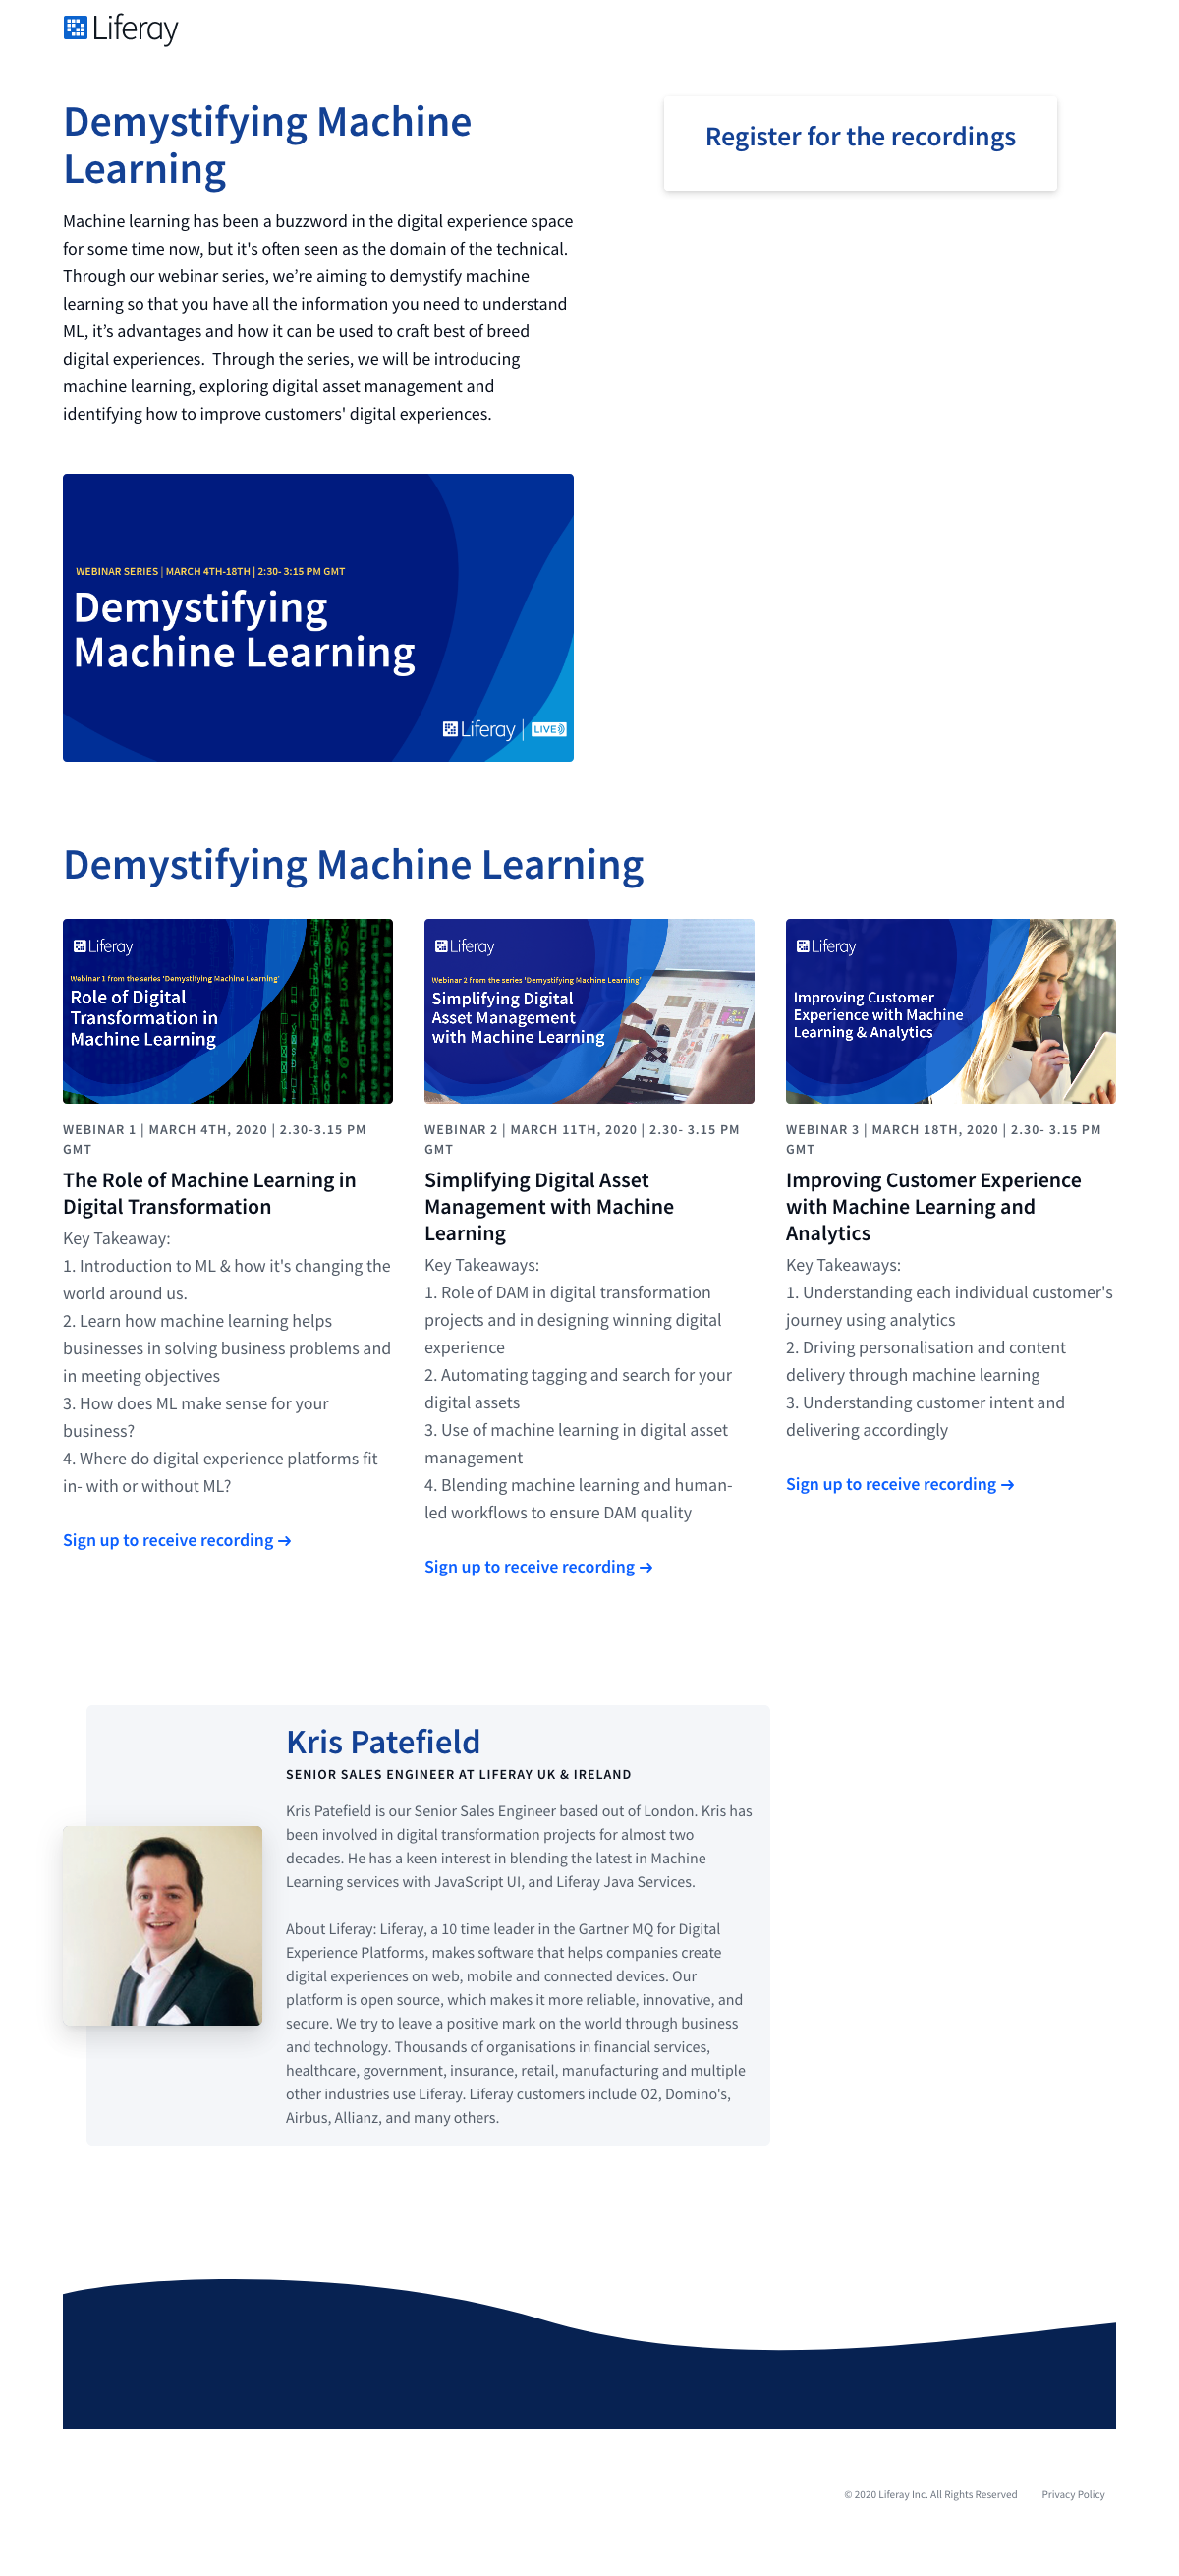 Liferay
Demystifying Machine
Learning
Register for the recordings
Machine learning has been a buzzword in the digital experience space
for some time now, but it's often seen as the domain of the technical.
Through our webinar series, we’re aiming to demystify machine
learning so that you have all the information you need to understand
ML, it’s advantages and how it can be used to craft best of breed
digital experiences.  Through the series, we will be introducing
machine learning, exploring digital asset management and
identifying how to improve customers' digital experiences.
WEBINAR SERIES | MARCH 4TH-18TH | 2:30- 3:15 PM GMT
Demystifying
Machine Learning
Liferay | LIVE
Demystifying Machine Learning
Liferay
Webinar 1 from the series 'Demystifying Machine Learning'
Role of Digital
Transformation in
Machine Learning
WEBINAR 1 | MARCH 4TH, 2020 | 2.30-3.15 PM
GMT
The Role of Machine Learning in
Digital Transformation
Key Takeaway:
1. Introduction to ML & how it's changing the
world around us.
2. Learn how machine learning helps
businesses in solving business problems and
in meeting objectives
3. How does ML make sense for your
business?
4. Where do digital experience platforms fit
in- with or without ML?
Sign up to receive recording →
Liferay
Webinar 2 from the series 'Demystifying Machine Learning'
Simplifying Digital
Asset Management
with Machine Learning
WEBINAR 2 | MARCH 11TH, 2020 | 2.30- 3.15 PM
GMT
Simplifying Digital Asset
Management with Machine
Learning
Key Takeaways:
1. Role of DAM in digital transformation
projects and in designing winning digital
experience
2. Automating tagging and search for your
digital assets
3. Use of machine learning in digital asset
management
4. Blending machine learning and human-
led workflows to ensure DAM quality
Sign up to receive recording →
Liferay
Improving Customer
Experience with Machine
Learning & Analytics
WEBINAR 3 | MARCH 18TH, 2020 | 2.30- 3.15 PM
GMT
Improving Customer Experience
with Machine Learning and
Analytics
Key Takeaways:
1. Understanding each individual customer's
journey using analytics
2. Driving personalisation and content
delivery through machine learning
3. Understanding customer intent and
delivering accordingly
Sign up to receive recording →
Kris Patefield
SENIOR SALES ENGINEER AT LIFERAY UK & IRELAND
Kris Patefield is our Senior Sales Engineer based out of London. Kris has
been involved in digital transformation projects for almost two
decades. He has a keen interest in blending the latest in Machine
Learning services with JavaScript UI, and Liferay Java Services.
About Liferay: Liferay, a 10 time leader in the Gartner MQ for Digital
Experience Platforms, makes software that helps companies create
digital experiences on web, mobile and connected devices. Our
platform is open source, which makes it more reliable, innovative, and
secure. We try to leave a positive mark on the world through business
and technology. Thousands of organisations in financial services,
healthcare, government, insurance, retail, manufacturing and multiple
other industries use Liferay. Liferay customers include O2, Domino's,
Airbus, Allianz, and many others.
© 2020 Liferay Inc. All Rights Reserved Privacy Policy